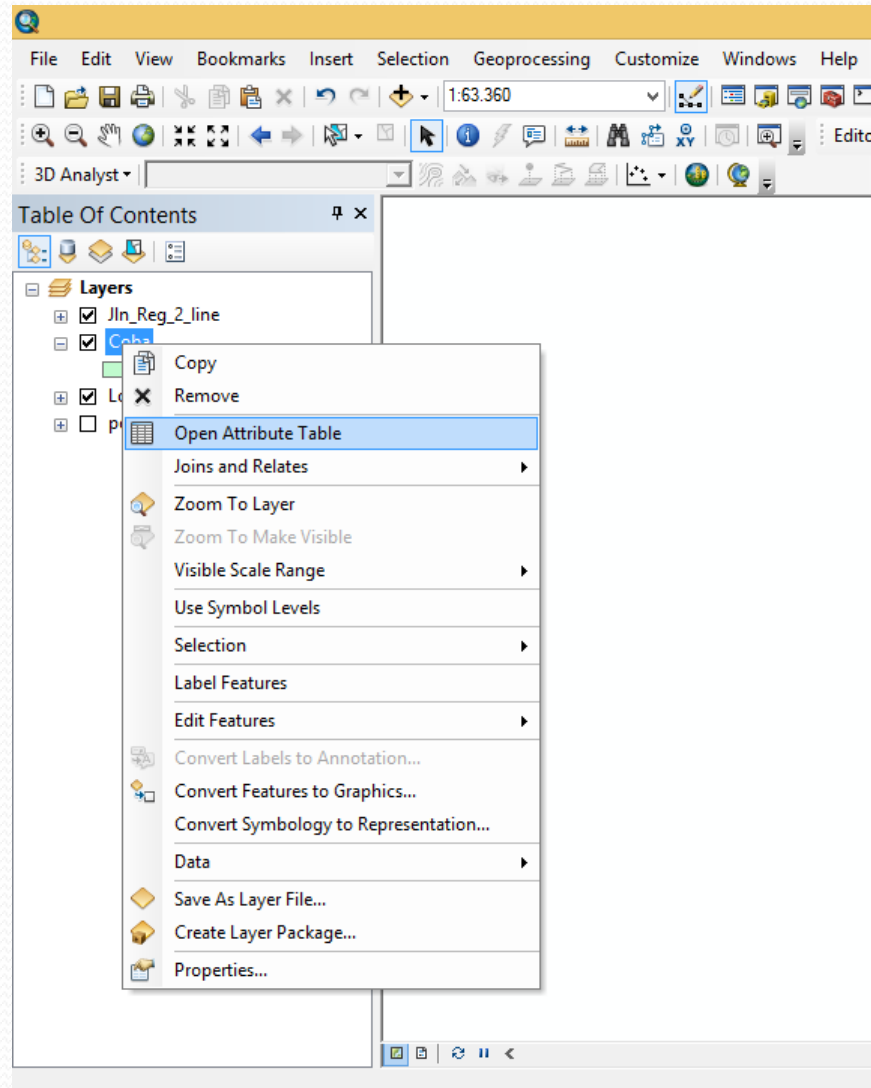 File Edit View Bookmarks Insert Selection Geoprocessing Customize Windows Help
1:63.360
3D Analyst
Table Of Contents
Layers
Jln_Reg_2_line
Coba
Copy
Remove
Open Attribute Table
Joins and Relates
Zoom To Layer
Zoom To Make Visible
Visible Scale Range
Use Symbol Levels
Selection
Label Features
Edit Features
Convert Labels to Annotation...
Convert Features to Graphics...
Convert Symbology to Representation...
Data
Save As Layer File...
Create Layer Package...
Properties...